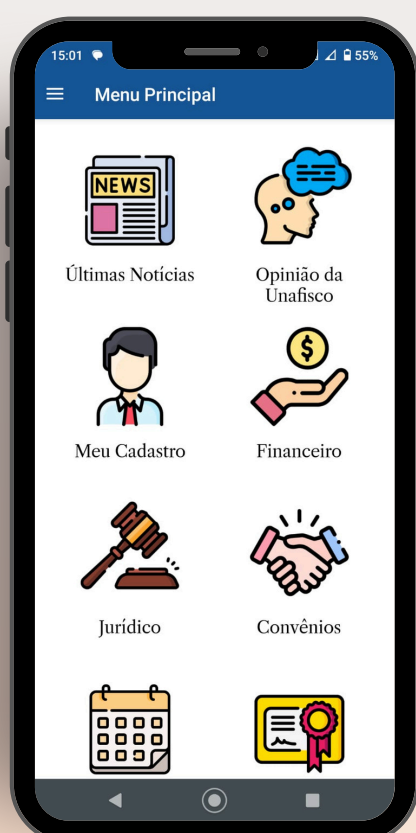 15:01 55%
Menu Principal
NEWS
Últimas Notícias
Opinião da
Unafisco
$
Meu Cadastro
Financeiro
Jurídico
Convênios